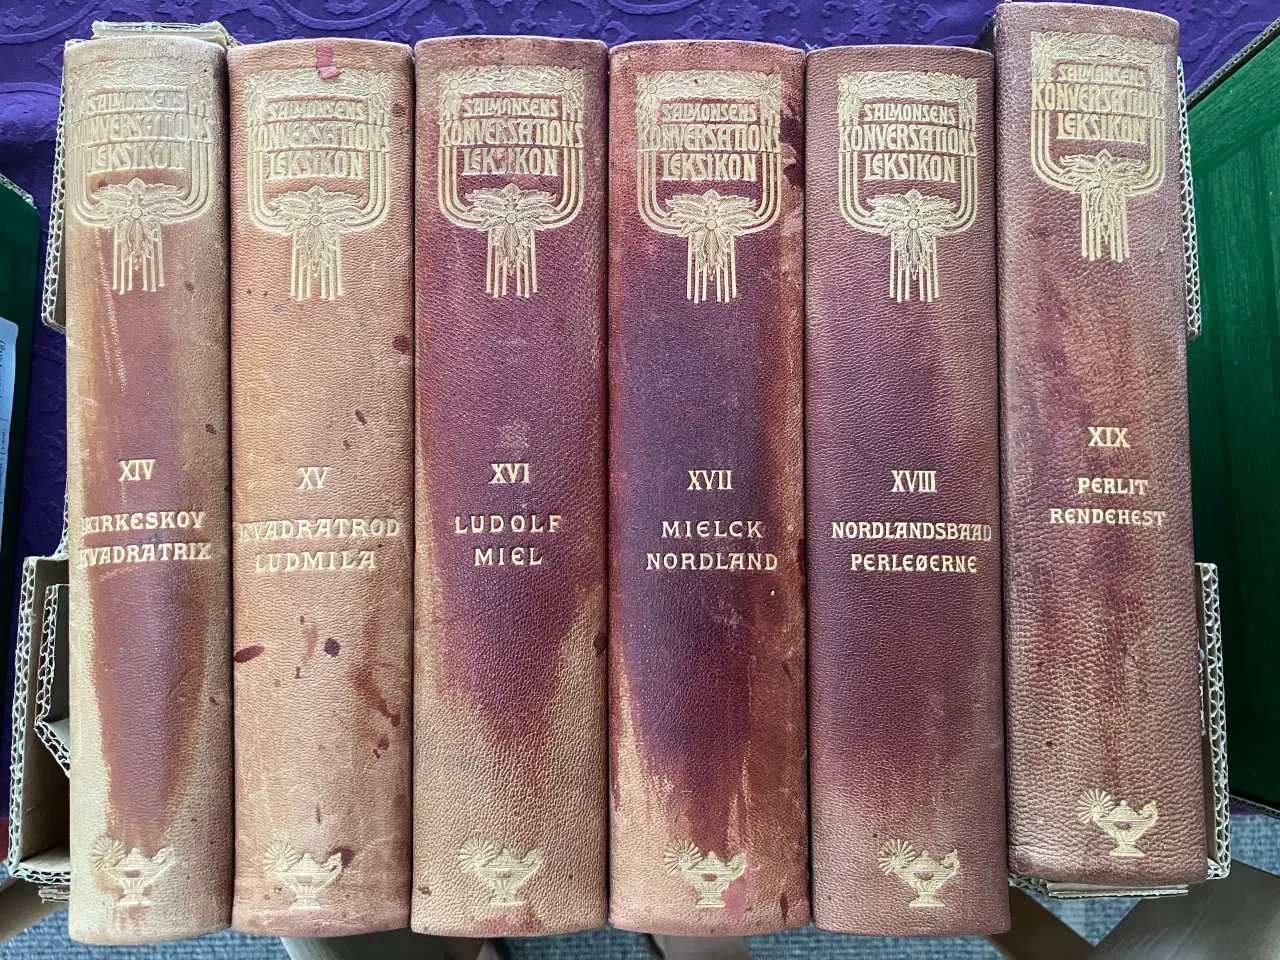 SALMONSENS
KONVERSATIONS
LEKSIKON
XIV
KIRKESKOV
KVADRATRIX
SALMONSENS
KONVERSATIONS
LEKSIKON
XV
KVADRATROD
LUDMILA
SALMONSENS
KONVERSATIONS
LEKSIKON
XVI
LUDOLF
MIEL
SALMONSENS
KONVERSATIONS
LEKSIKON
XVII
MIELCK
NORDLAND
SALMONSENS
KONVERSATIONS
LEKSIKON
XVIII
NORDLANDSBAAD
PERLEØERNE
SALMONSENS
KONVERSATIONS
LEKSIKON
XIX
PERLIT
RENDEHEST